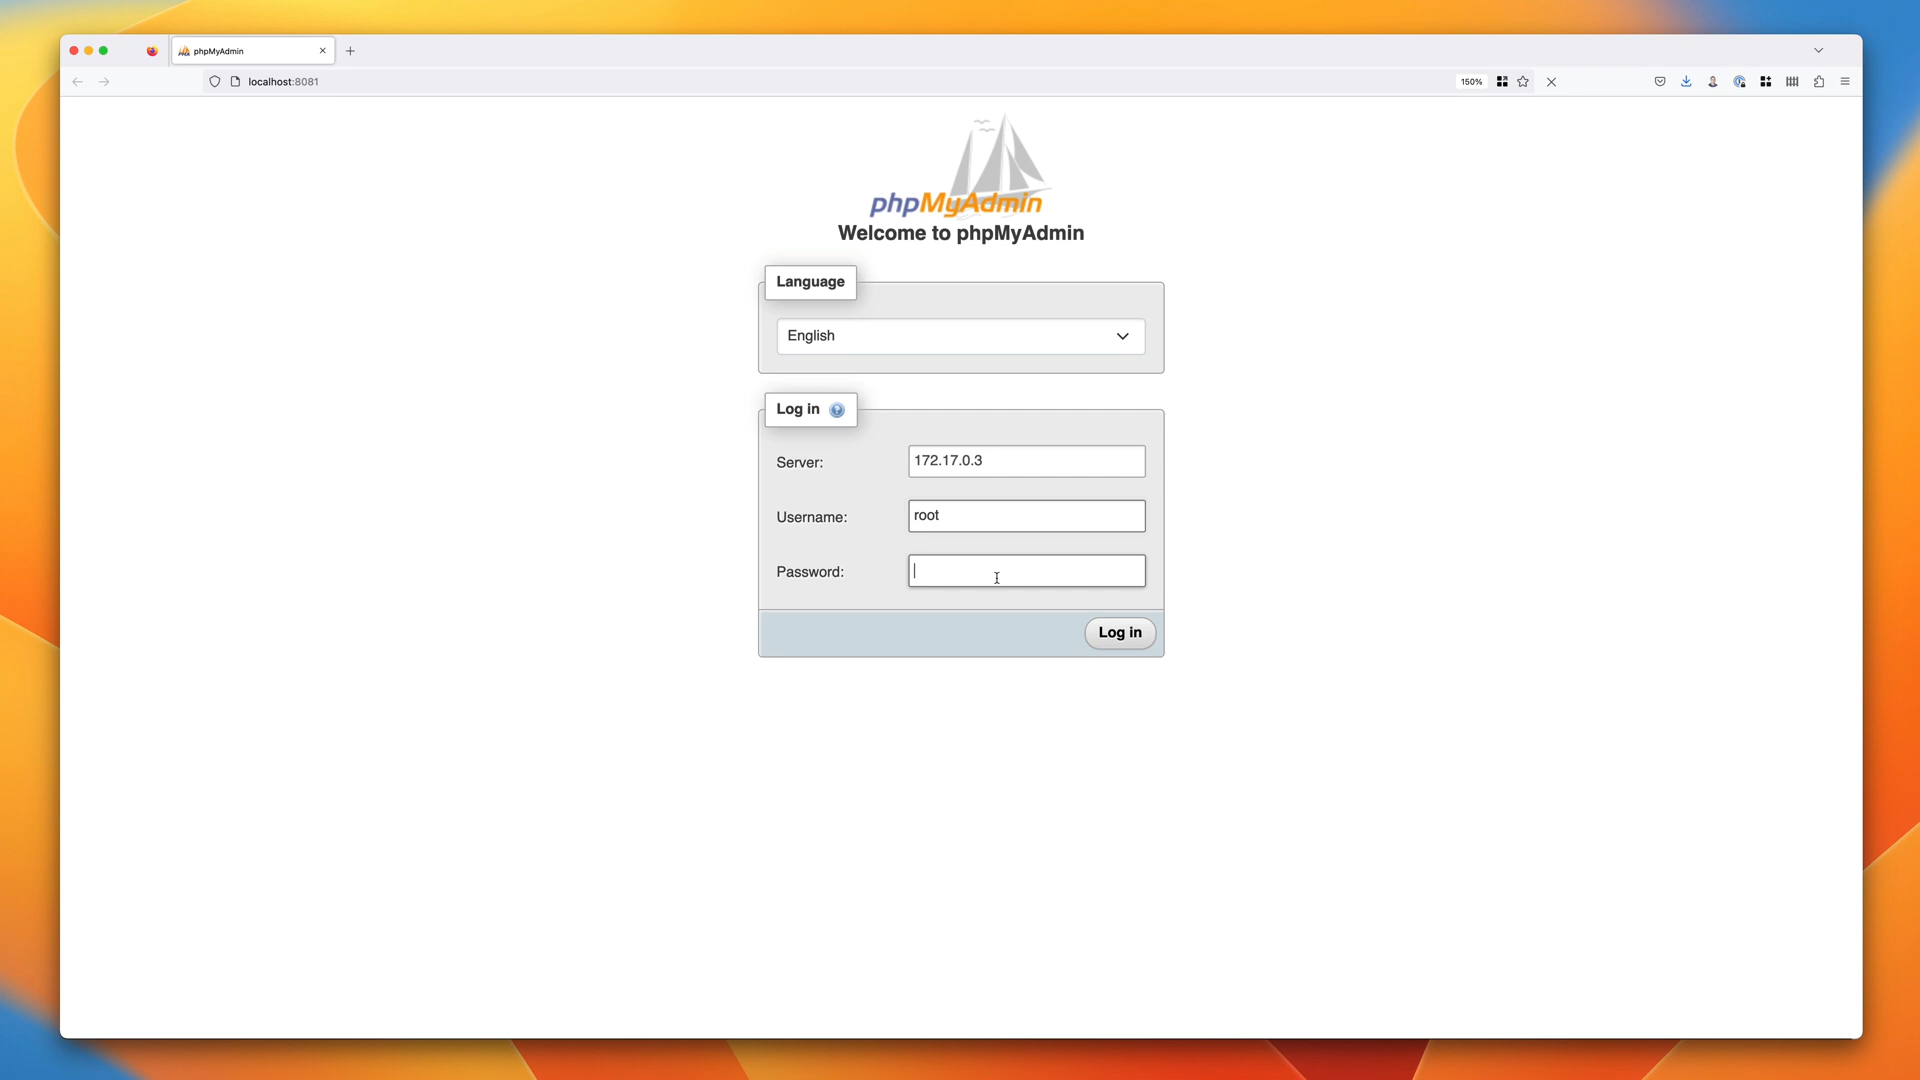 phpMyAdmin
localhost:8081
150%
phpMyAdmin
Welcome to phpMyAdmin
Language
English
Log in
Server:
172.17.0.3
Username:
root
Password:
Log in